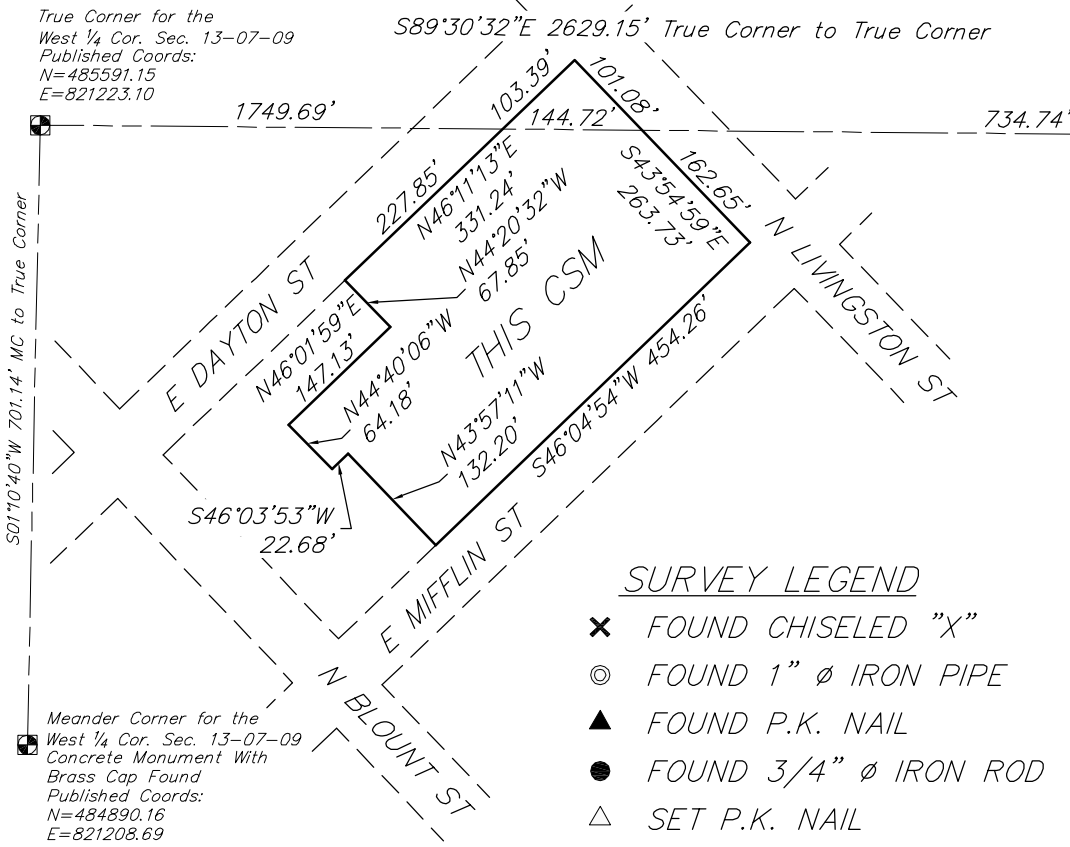 True Corner for the
West ¼ Cor. Sec. 13-07-09
Published Coords:
N=485591.15
E=821223.10
S89°30'32"E 2629.15' True Corner to True Corner
1749.69'
144.72'
734.74'
103.39'
101.08'
227.85'
162.65'
N46°11'13"E
331.24'
S43°54'59"E
263.73'
N44°20'32"W
67.85'
E DAYTON ST
N LIVINGSTON ST
THIS CSM
N46°01'59"E
147.13'
N44°40'06"W
64.18'
N43°57'11"W
132.20'
S46°04'54"W 454.26'
S46°03'53"W
22.68'
E MIFFLIN ST
N BLOUNT ST
S01°10'40"W 701.14' MC to True Corner
Meander Corner for the
West ¼ Cor. Sec. 13-07-09
Concrete Monument With
Brass Cap Found
Published Coords:
N=484890.16
E=821208.69
SURVEY LEGEND
FOUND CHISELED "X"
FOUND 1" ø IRON PIPE
FOUND P.K. NAIL
FOUND 3/4" ø IRON ROD
SET P.K. NAIL